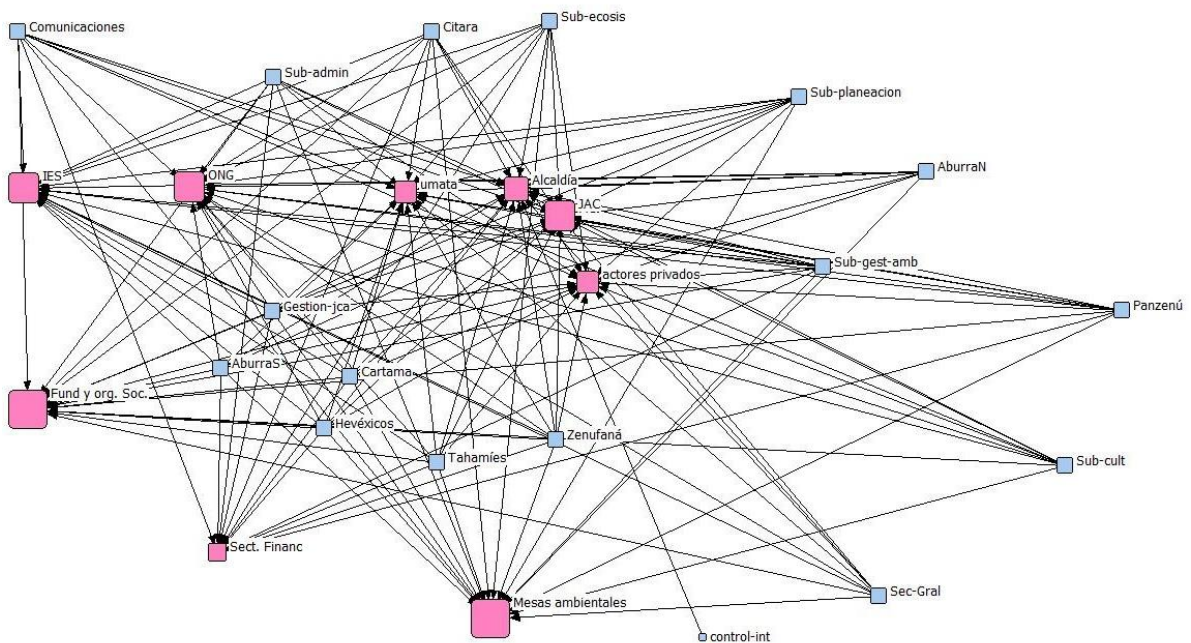 Comunicaciones
Citara
Sub-ecosis
Sub-admin
Sub-planeacion
IES
ONG
umata
Alcaldía
AburraN
JAC
Sub-gest-amb
actores privados
Gestion-jca
Panzenú
AburraS
Cartama
Fund y org. Soc.
Hevéxicos
Zenufaná
Tahamíes
Sub-cult
Sect. Financ
Sec-Gral
Mesas ambientales
control-int